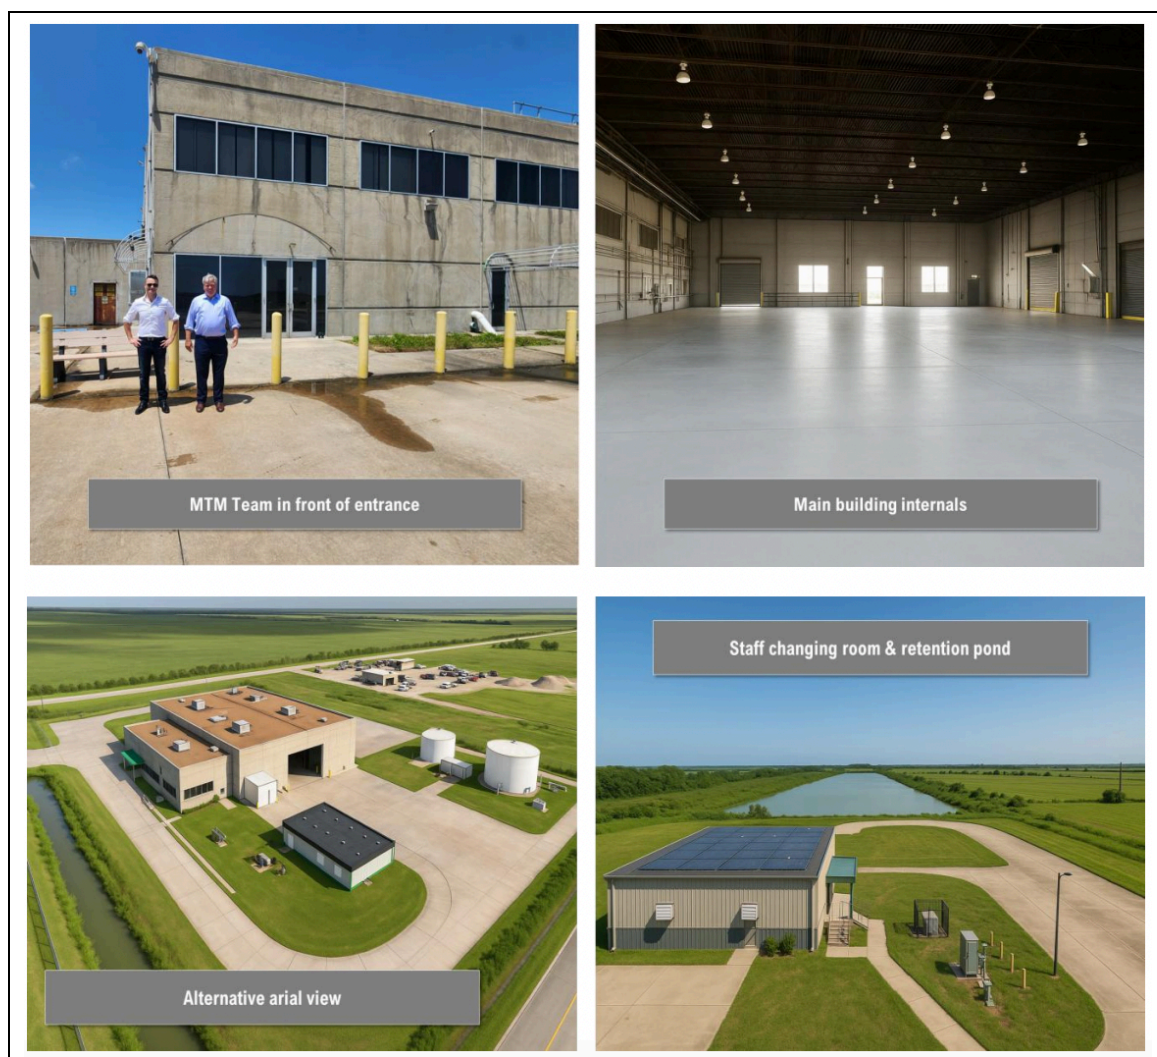 MTM Team in front of entrance
Main building internals
Alternative arial view
Staff changing room & retention pond